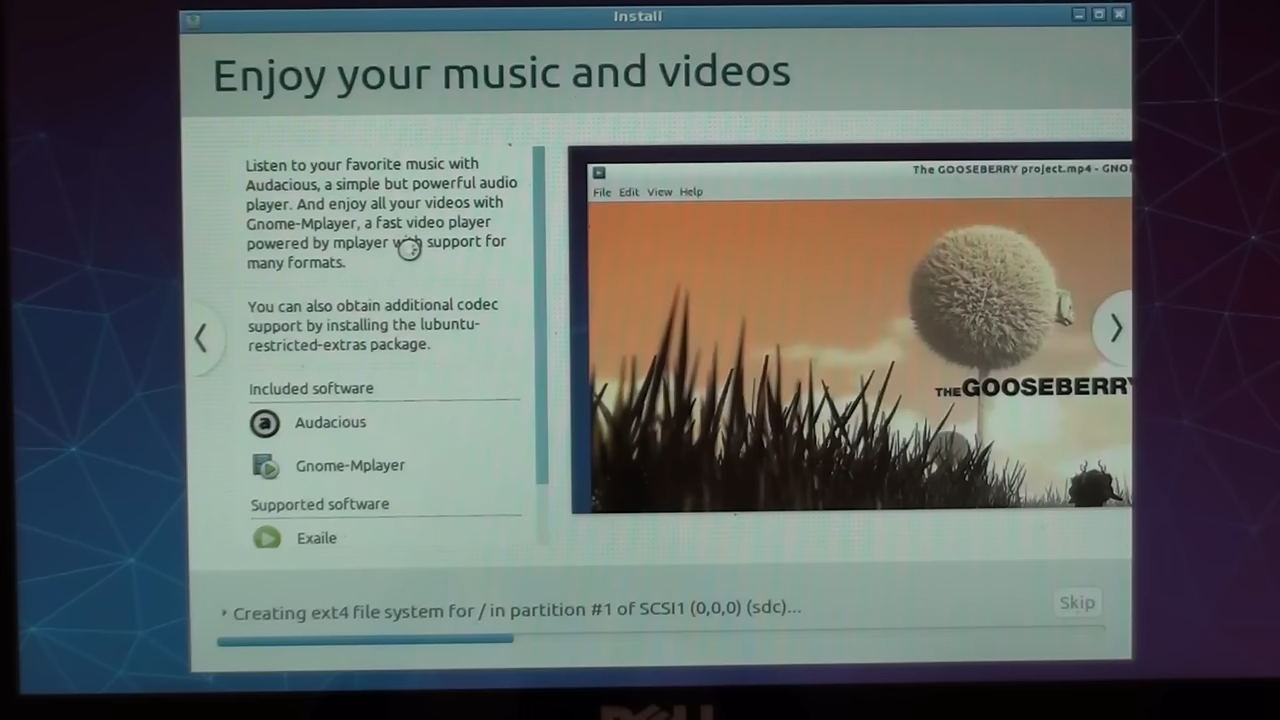 Install
Enjoy your music and videos
Listen to your favorite music with
Audacious, a simple but powerful audio
player. And enjoy all your videos with
Gnome-Mplayer, a fast video player
powered by mplayer with support for
many formats.
You can also obtain additional codec
support by installing the lubuntu-
restricted-extras package.
Included software
Audacious
Gnome-Mplayer
Supported software
Exaile
The GOOSEBERRY project.mp4 - GNO
File Edit View Help
THE GOOSEBERRY
Creating ext4 file system for / in partition #1 of SCSI1 (0,0,0) (sdc)...
Skip
DELL